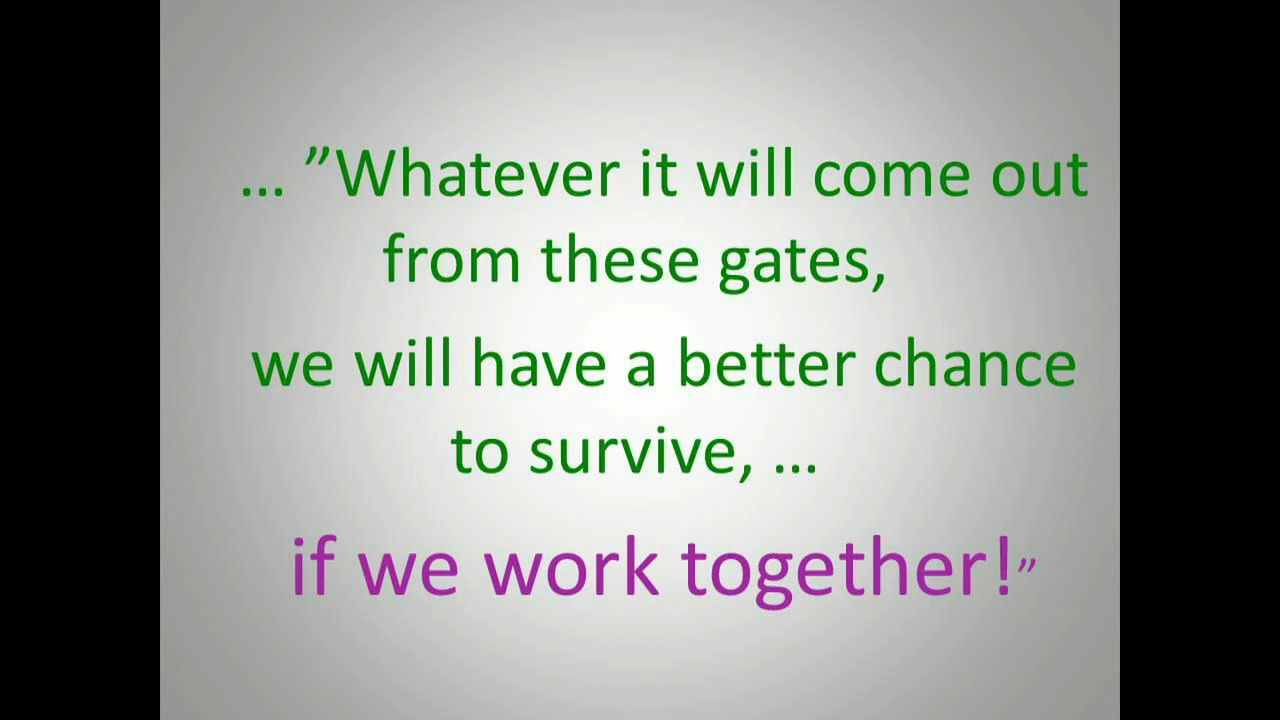 ... ”Whatever it will come out
from these gates,
we will have a better chance
to survive, ...
if we work together!”